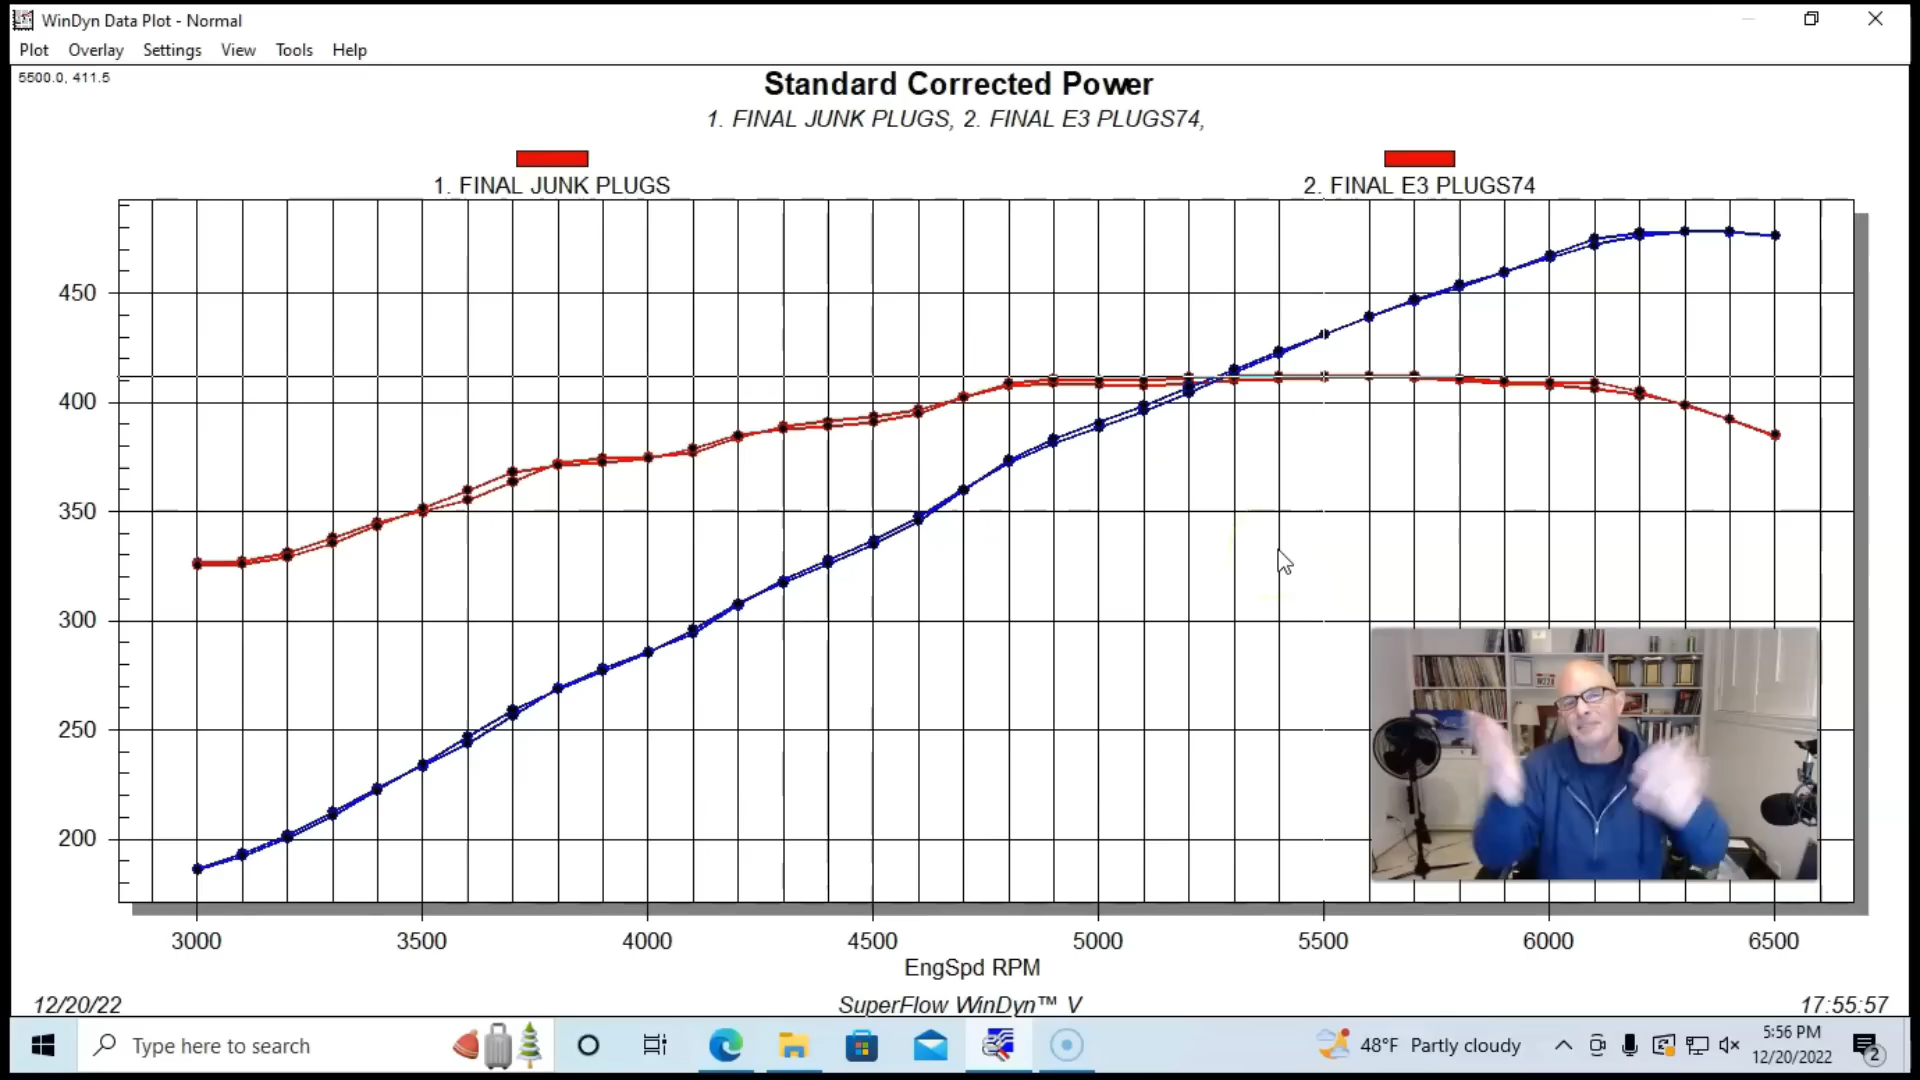 WinDyn Data Plot - Normal
Plot Overlay Settings View Tools Help
5500.0, 411.5
Standard Corrected Power
1. FINAL JUNK PLUGS, 2. FINAL E3 PLUGS74,
1. FINAL JUNK PLUGS 2. FINAL E3 PLUGS74
450
400
350
300
250
200
3000 3500 4000 4500 5000 5500 6000 6500
EngSpd RPM
12/20/22 SuperFlow WinDyn™ V 17:55:57
Type here to search 48°F Partly cloudy 5:56 PM
12/20/2022 2